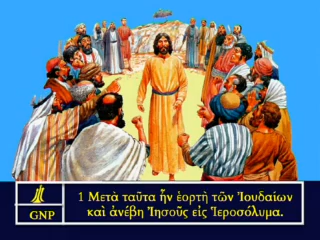 1 Μετὰ ταῦτα ἦν ἑορτὴ τῶν Ἰουδαίων
καὶ ἀνέβη Ἰησοῦς εἰς Ἱεροσόλυμα.
GNP